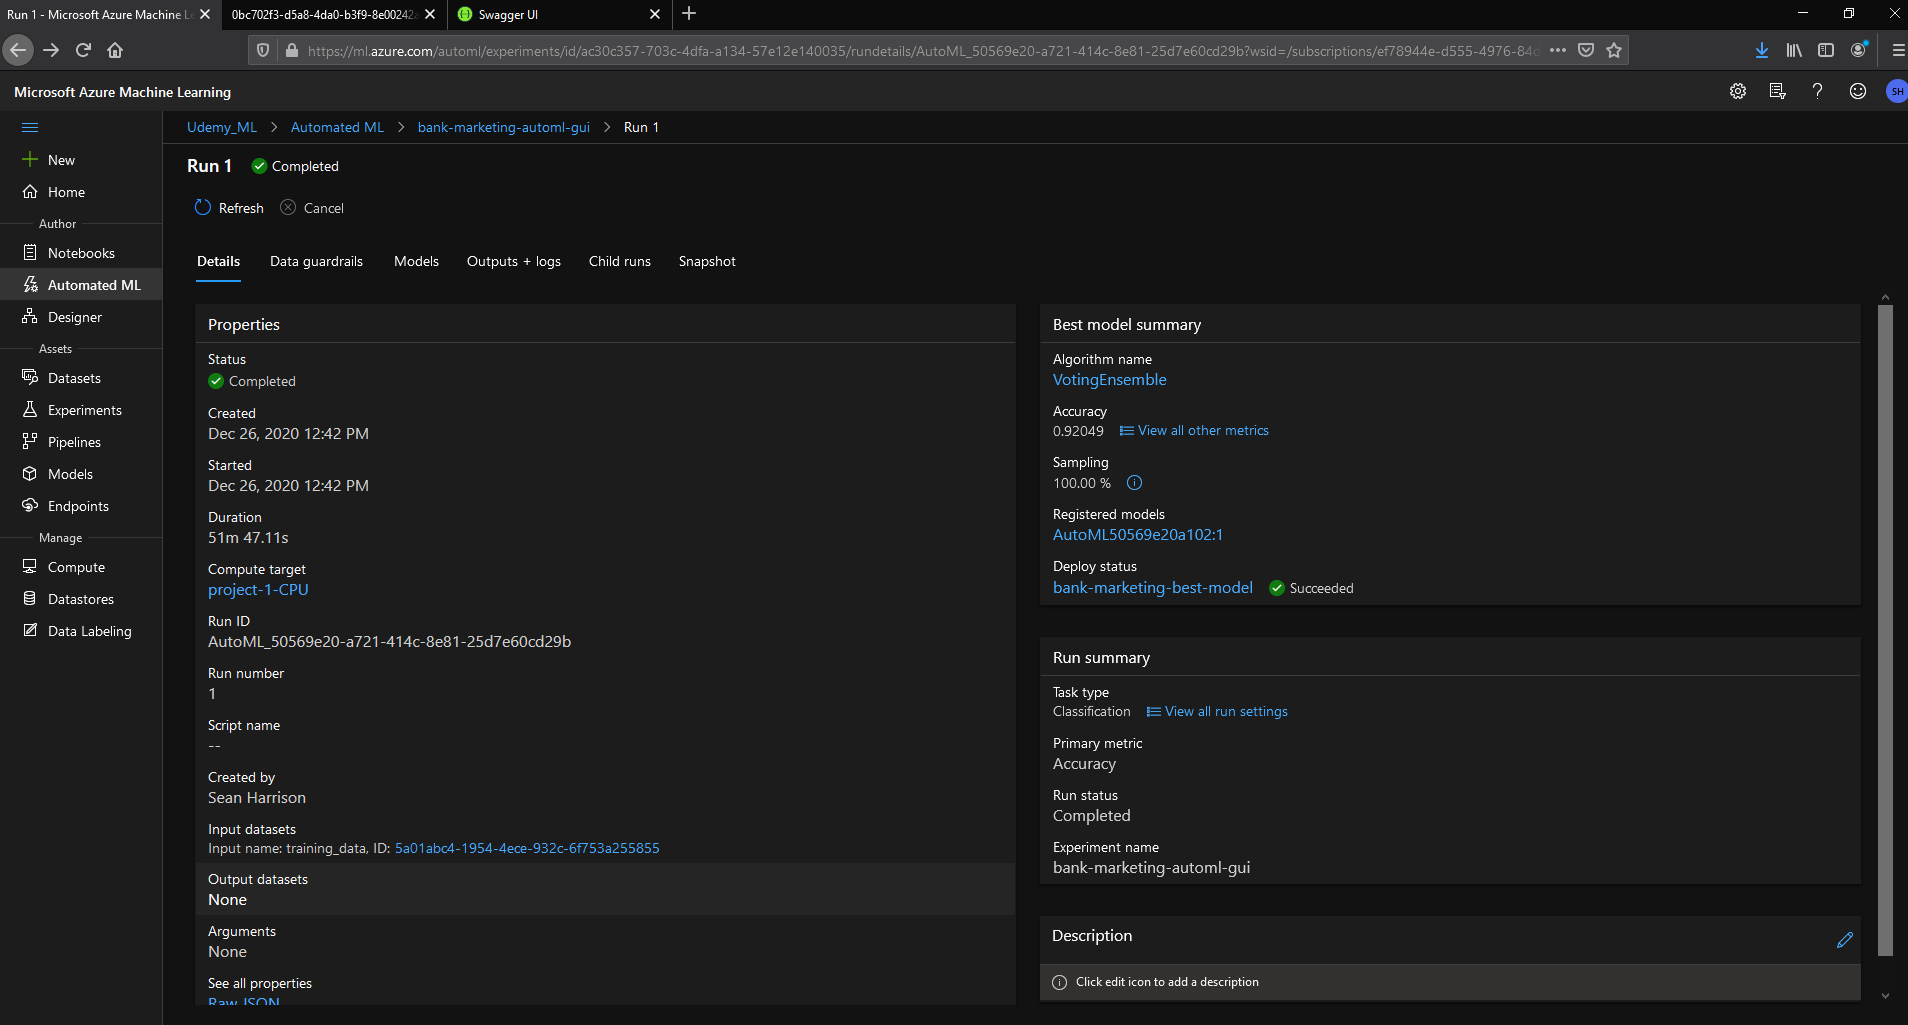 Run 1 - Microsoft Azure Machine Le
0bc702f3-d5a8-4da0-b3f9-8e00242a
Swagger UI
https://ml.azure.com/automl/experiments/id/ac30c357-703c-4dfa-a134-57e12e140035/rundetails/AutoML_50569e20-a721-414c-8e81-25d7e60cd29b?wsid=/subscriptions/ef78944e-d555-4976-84d
Microsoft Azure Machine Learning
SH
Udemy_ML > Automated ML > bank-marketing-automl-gui > Run 1
New
Home
Author
Notebooks
Automated ML
Designer
Assets
Datasets
Experiments
Pipelines
Models
Endpoints
Manage
Compute
Datastores
Data Labeling
Run 1 Completed
Refresh Cancel
Details Data guardrails Models Outputs + logs Child runs Snapshot
Properties
Status
Completed
Created
Dec 26, 2020 12:42 PM
Started
Dec 26, 2020 12:42 PM
Duration
51m 47.11s
Compute target
project-1-CPU
Run ID
AutoML_50569e20-a721-414c-8e81-25d7e60cd29b
Run number
1
Script name
--
Created by
Sean Harrison
Input datasets
Input name: training_data, ID: 5a01abc4-1954-4ece-932c-6f753a255855
Output datasets
None
Arguments
None
See all properties
Raw JSON
Best model summary
Algorithm name
VotingEnsemble
Accuracy
0.92049 View all other metrics
Sampling
100.00 %
Registered models
AutoML50569e20a102:1
Deploy status
bank-marketing-best-model Succeeded
Run summary
Task type
Classification View all run settings
Primary metric
Accuracy
Run status
Completed
Experiment name
bank-marketing-automl-gui
Description
Click edit icon to add a description